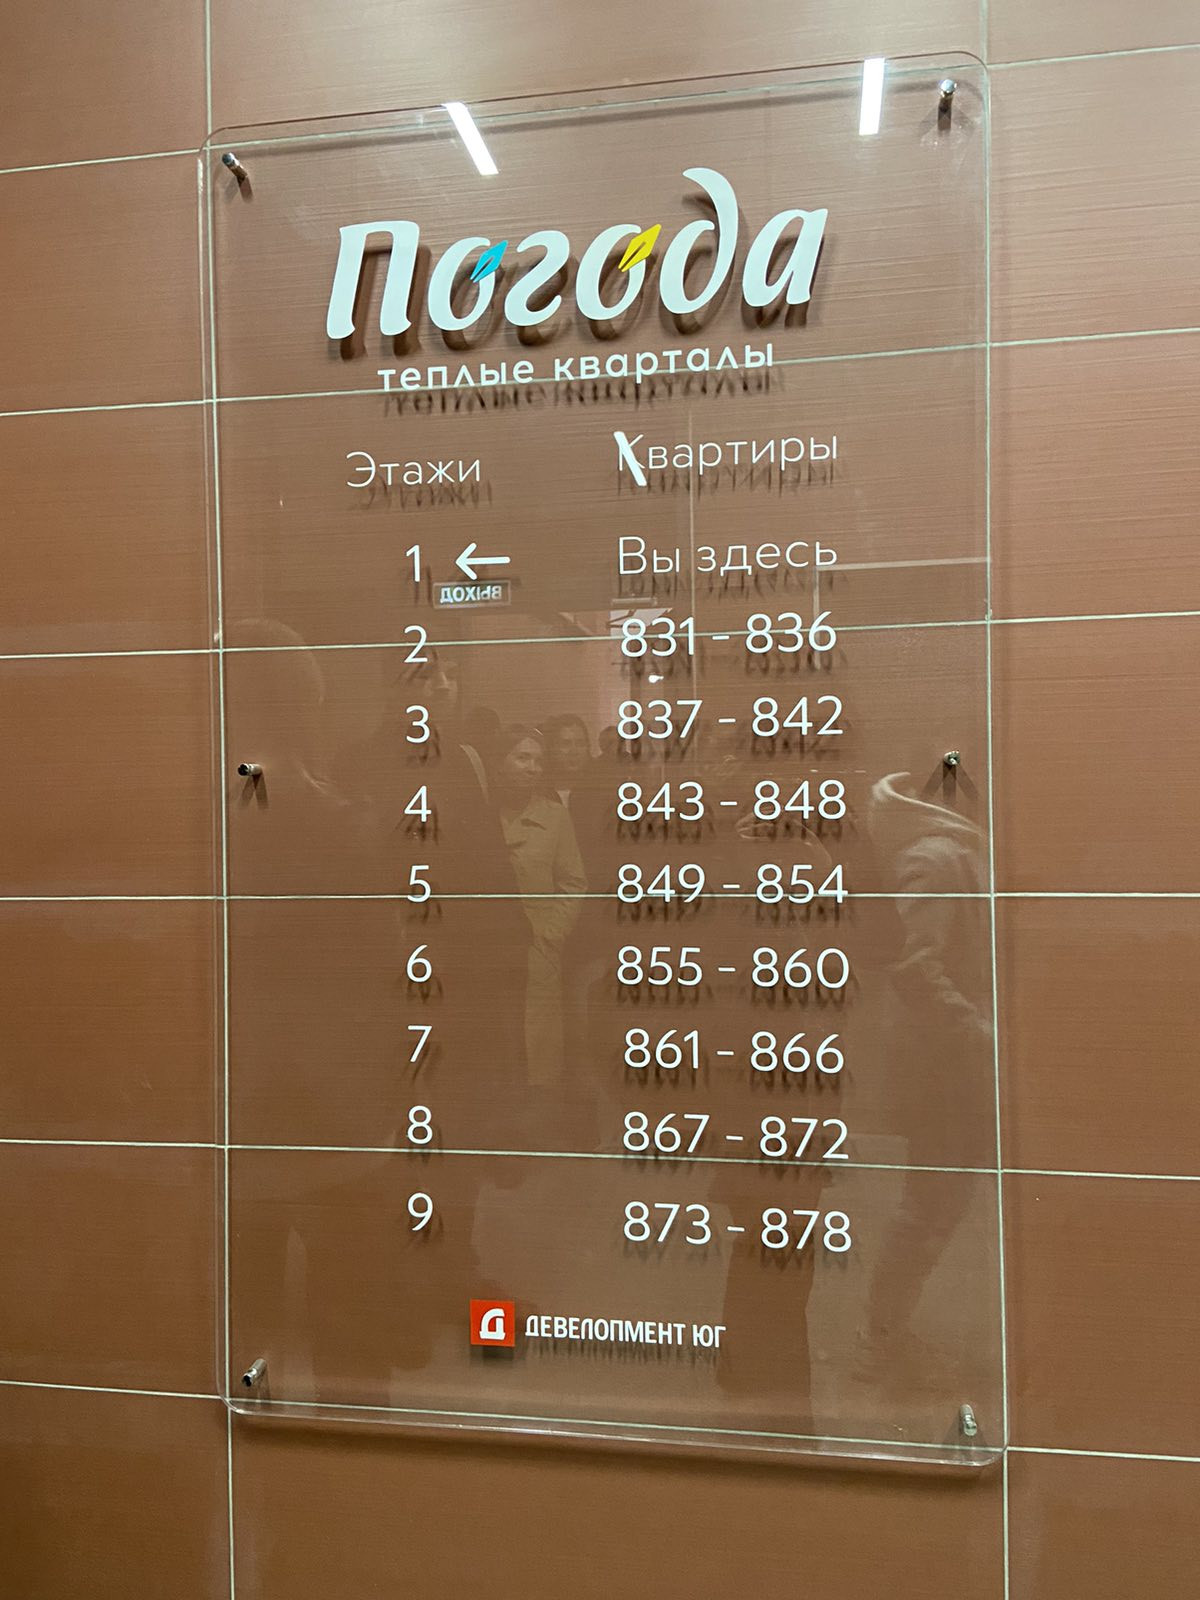 Погода
теплые кварталы
Этажи Квартиры
1 ← Вы здесь
выход
2 831 - 836
3 837 - 842
4 843 - 848
5 849 - 854
6 855 - 860
7 861 - 866
8 867 - 872
9 873 - 878
Д ДЕВЕЛОПМЕНТ ЮГ